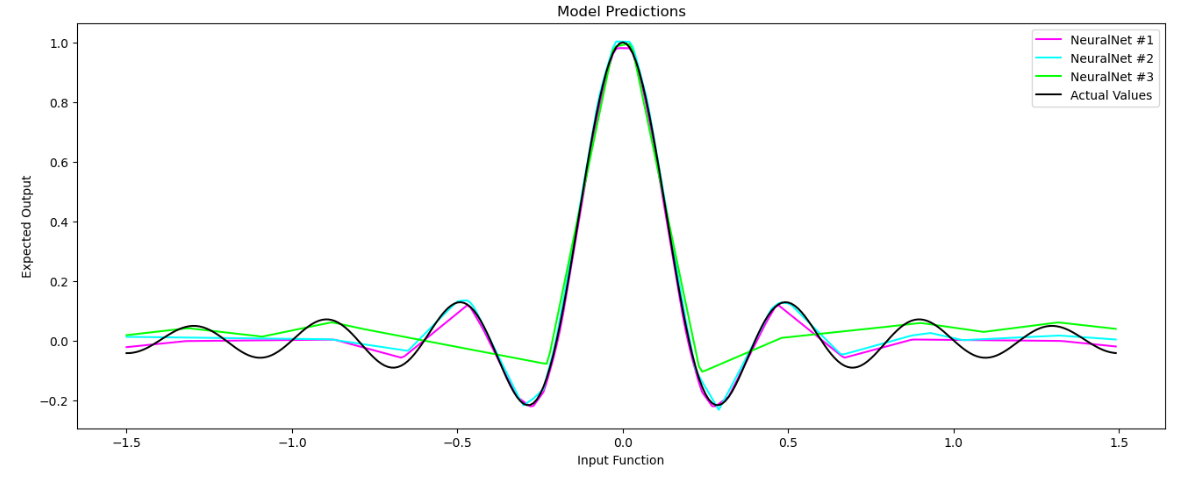 Model Predictions
NeuralNet #1
NeuralNet #2
NeuralNet #3
Actual Values
Expected Output
1.0
0.8
0.6
0.4
0.2
0.0
−0.2
−1.5
−1.0
−0.5
0.0
0.5
1.0
1.5
Input Function